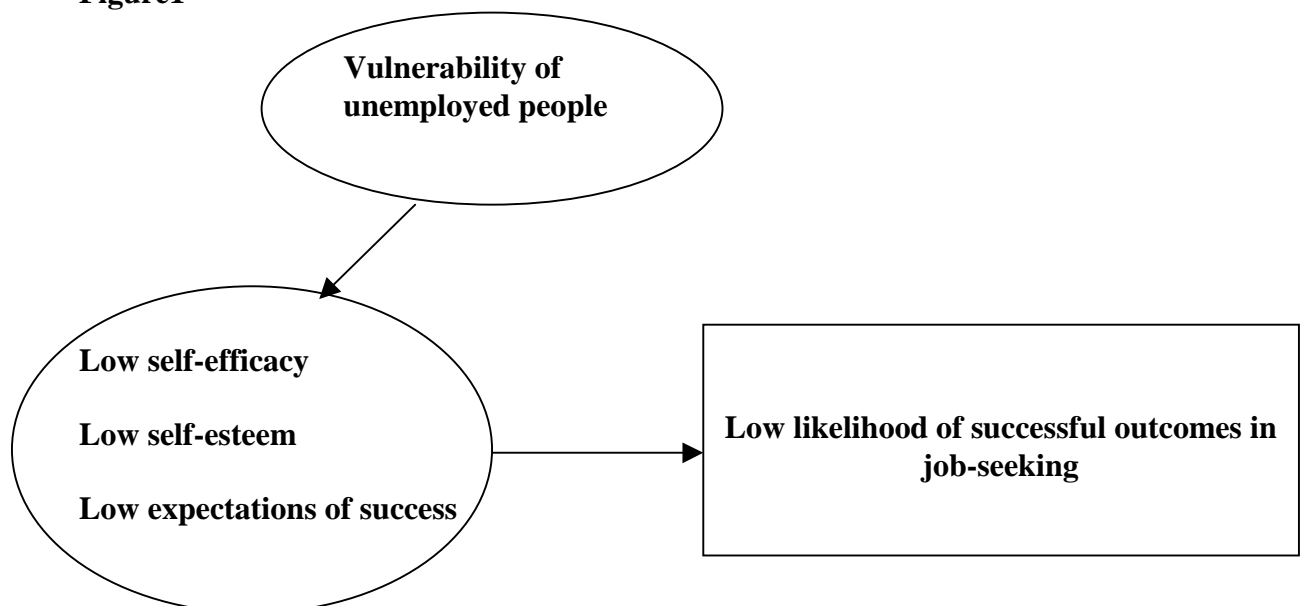 Figure1
Vulnerability of
unemployed people
Low self-efficacy
Low self-esteem
Low expectations of success
Low likelihood of successful outcomes in
job-seeking